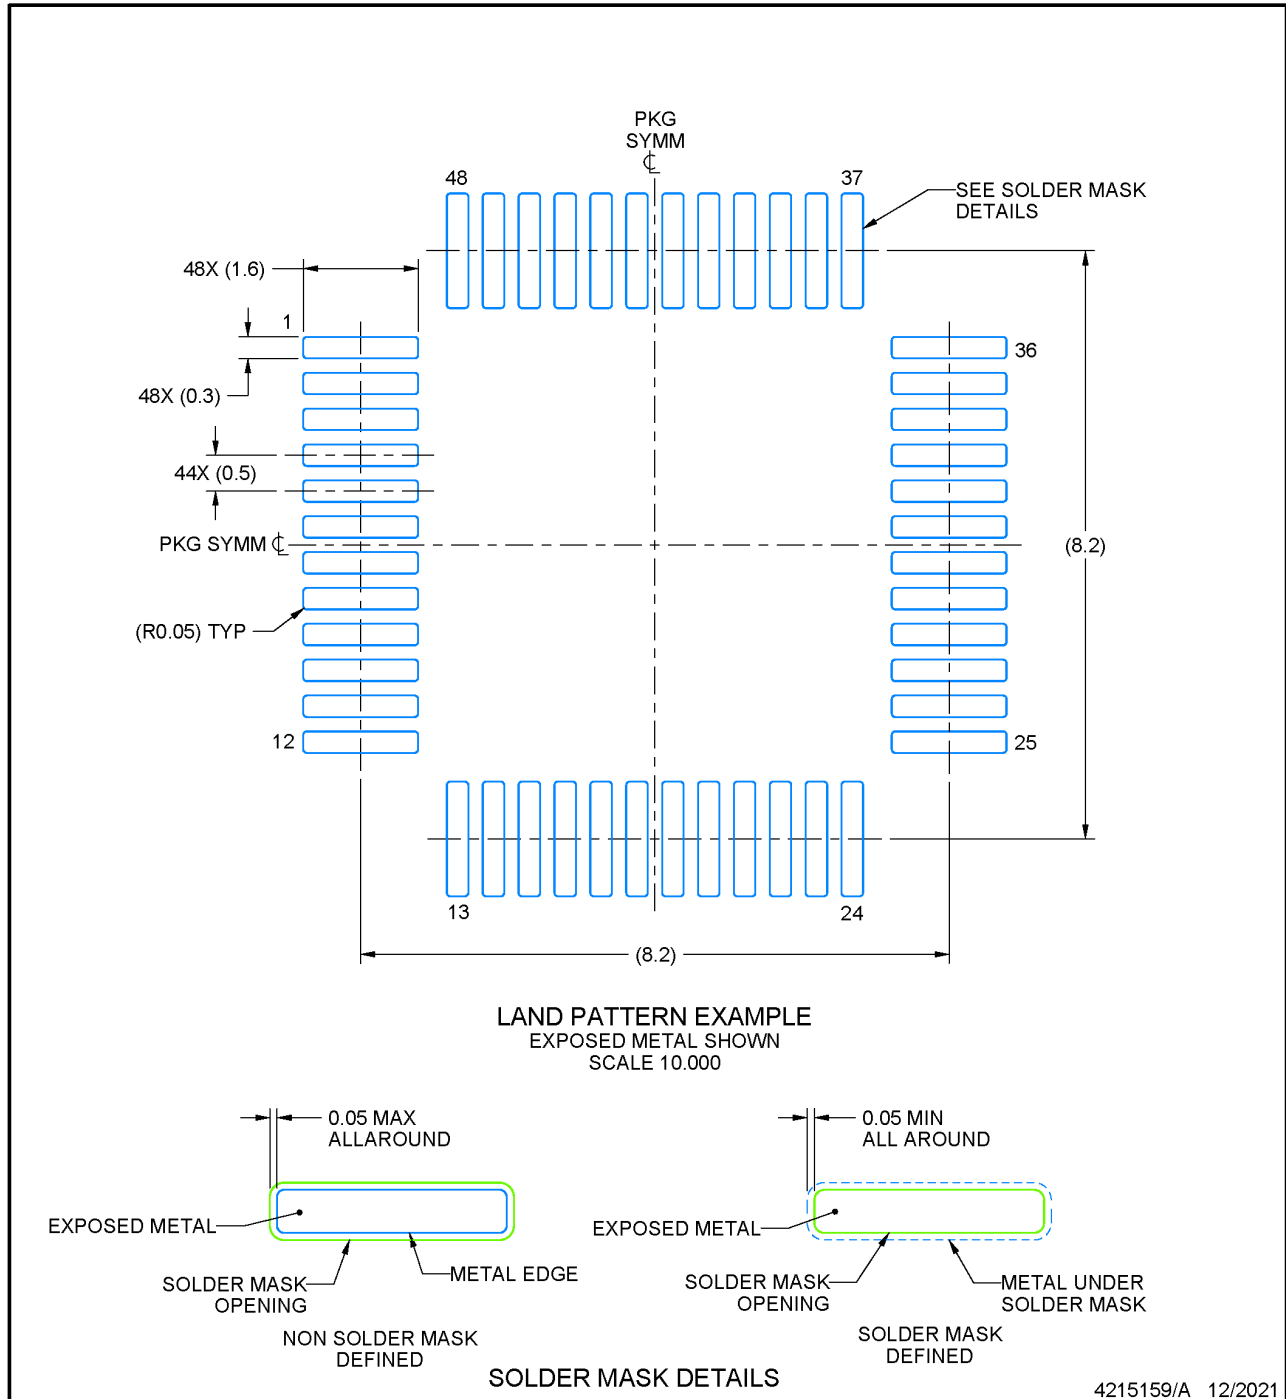 PKG
SYMM
℄
48
37
SEE SOLDER MASK
DETAILS
48X (1.6)
1
36
48X (0.3)
44X (0.5)
PKG SYMM ℄
(8.2)
(R0.05) TYP
12
25
13
24
(8.2)
LAND PATTERN EXAMPLE
EXPOSED METAL SHOWN
SCALE 10.000
0.05 MAX
ALLAROUND
EXPOSED METAL
SOLDER MASK
OPENING
METAL EDGE
NON SOLDER MASK
DEFINED
0.05 MIN
ALL AROUND
EXPOSED METAL
SOLDER MASK
OPENING
METAL UNDER
SOLDER MASK
SOLDER MASK
DEFINED
SOLDER MASK DETAILS
4215159/A 12/2021